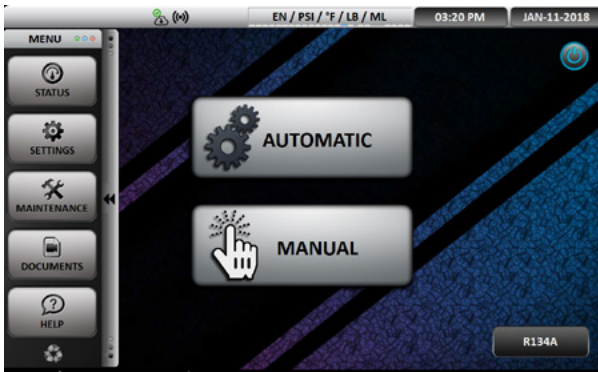 EN / PSI / °F / LB / ML
03:20 PM
JAN-11-2018
MENU
STATUS
SETTINGS
MAINTENANCE
DOCUMENTS
HELP
AUTOMATIC
MANUAL
R134A